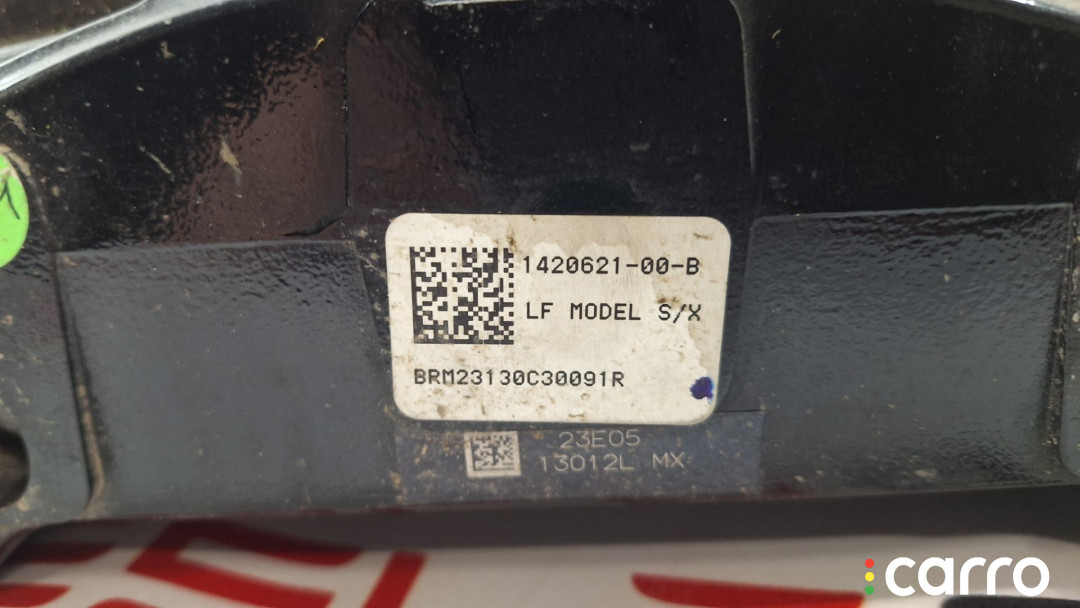 1420621-00-B
LF MODEL S/X
BRM23130C30091R
23E05
13012L MX
carro